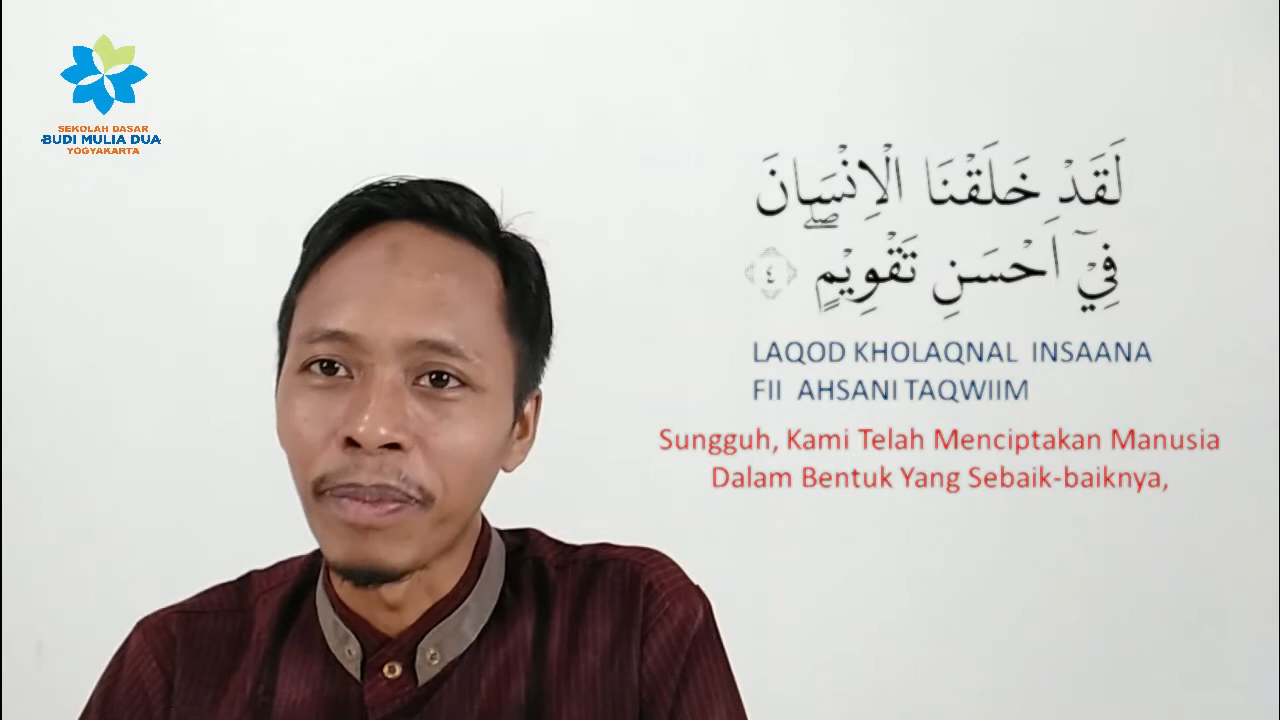 SEKOLAH DASAR
BUDI MULIA DUA
YOGYAKARTA
لَقَدْ خَلَقْنَا الْاِنْسَانَ
فِيْٓ اَحْسَنِ تَقْوِيْمٍۖ ٤
LAQOD KHOLAQNAL INSAANA
FII AHSANI TAQWIIM
Sungguh, Kami Telah Menciptakan Manusia
Dalam Bentuk Yang Sebaik-baiknya,